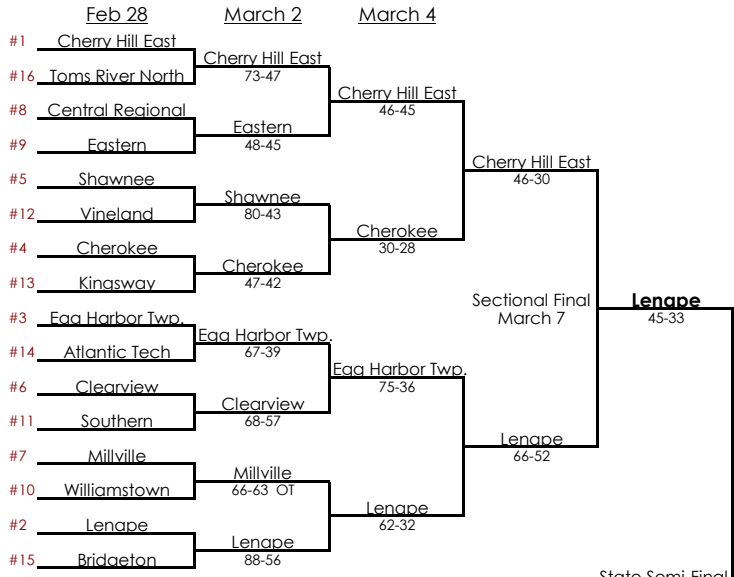 Feb 28 March 2 March 4
#1 Cherry Hill East
Cherry Hill East
73-47
#16 Toms River North
Cherry Hill East
46-45
#8 Central Regional
Eastern
48-45
#9 Eastern
Cherry Hill East
46-30
#5 Shawnee
Shawnee
80-43
#12 Vineland
Cherokee
30-28
#4 Cherokee
Cherokee
47-42
#13 Kingsway
Sectional Final
March 7
Lenape
45-33
#3 Egg Harbor Twp.
Egg Harbor Twp.
67-39
#14 Atlantic Tech
Egg Harbor Twp.
75-36
#6 Clearview
Clearview
68-57
#11 Southern
Lenape
66-52
#7 Millville
Millville
66-63 OT
#10 Williamstown
Lenape
62-32
#2 Lenape
Lenape
88-56
#15 Bridgeton
State Semi-Final